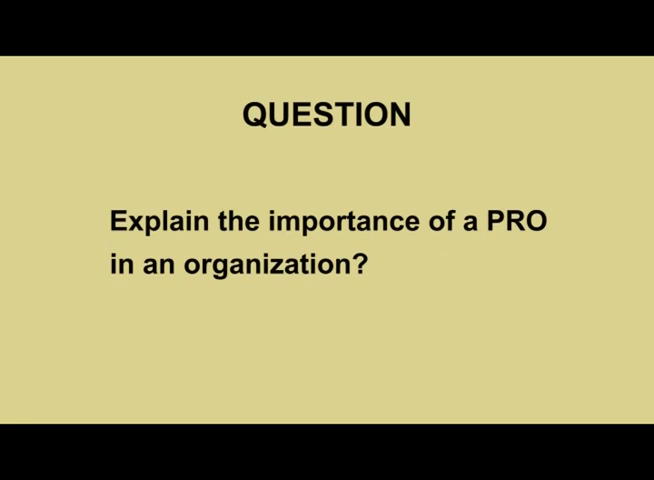 QUESTION
Explain the importance of a PRO
in an organization?